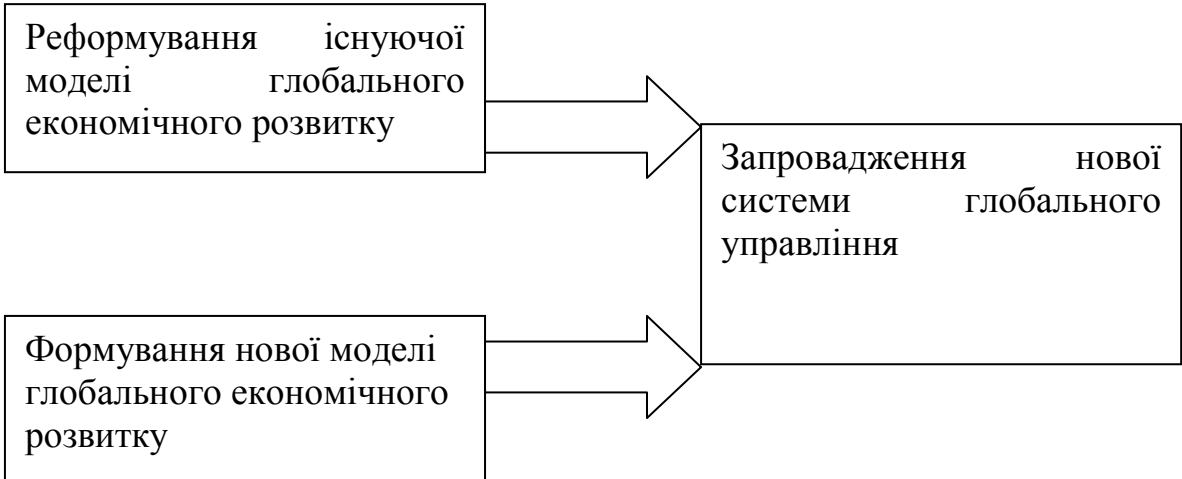 Реформування існуючої
моделі глобального
економічного розвитку
Запровадження нової
системи глобального
управління
Формування нової моделі
глобального економічного
розвитку